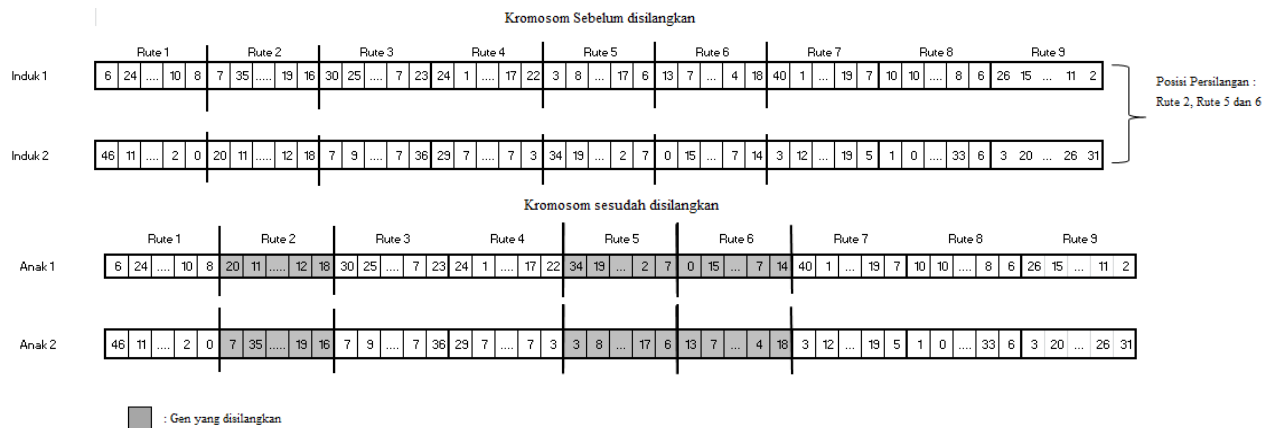 Kromosom Sebelum disilangkan
Rute 1 Rute 2 Rute 3 Rute 4 Rute 5 Rute 6 Rute 7 Rute 8 Rute 9
Induk 1 6 24 .... 10 8 7 35 ..... 19 16 30 25 .... 7 23 24 1 .... 17 22 3 8 ... 17 6 13 7 ... 4 18 40 1 ... 19 7 10 10 .... 8 6 26 15 ... 11 2
Posisi Persilangan :
Rute 2, Rute 5 dan 6
Induk 2 46 11 .... 2 0 20 11 ..... 12 18 7 9 ... 7 36 29 7 .... 7 3 34 19 ... 2 7 0 15 ... 7 14 3 12 ... 19 5 1 0 .... 33 6 3 20 ... 26 31
Kromosom sesudah disilangkan
Rute 1 Rute 2 Rute 3 Rute 4 Rute 5 Rute 6 Rute 7 Rute 8 Rute 9
Anak 1 6 24 .... 10 8 20 11 ..... 12 18 30 25 .... 7 23 24 1 .... 17 22 34 19 ... 2 7 0 15 ... 7 14 40 1 ... 19 7 10 10 .... 8 6 26 15 ... 11 2
Anak 2 46 11 .... 2 0 7 35 ..... 19 16 7 9 .... 7 36 29 7 .... 7 3 3 8 ... 17 6 13 7 ... 4 18 3 12 ... 19 5 1 0 .... 33 6 3 20 ... 26 31
: Gen yang disilangkan